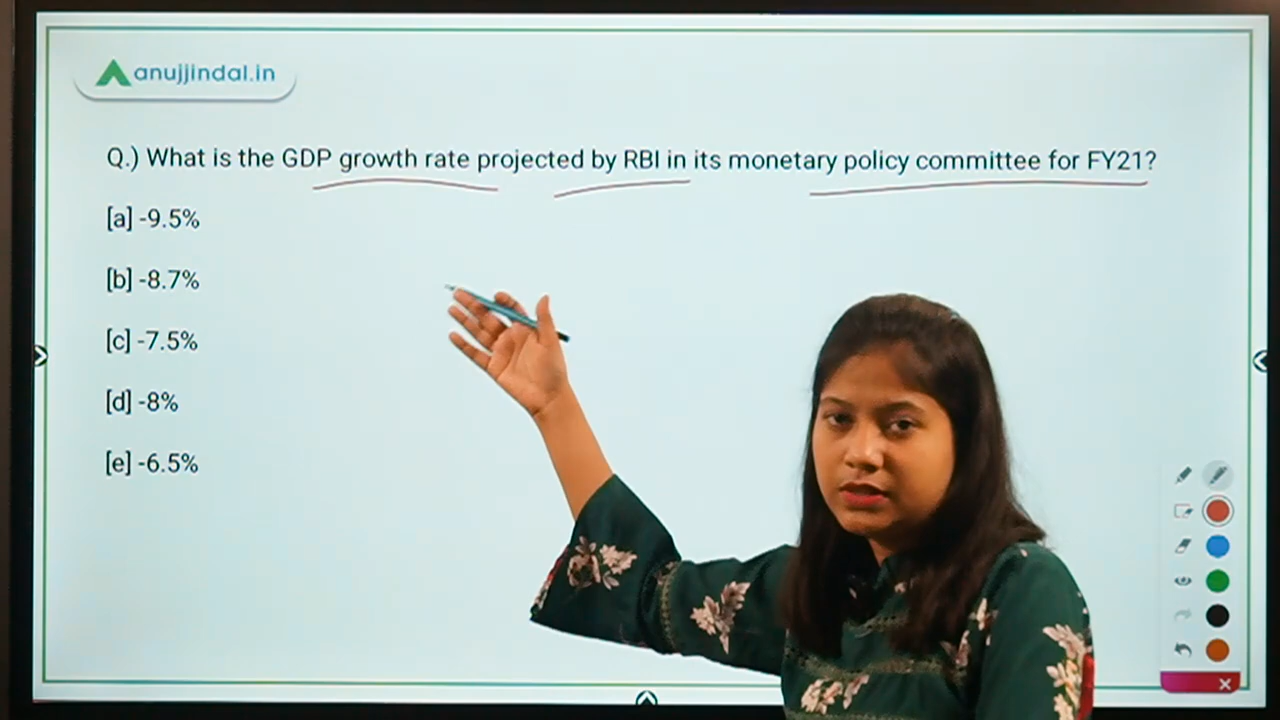 anujjindal.in
Q.) What is the GDP growth rate projected by RBI in its monetary policy committee for FY21?
[a] -9.5%
[b] -8.7%
[c] -7.5%
[d] -8%
[e] -6.5%